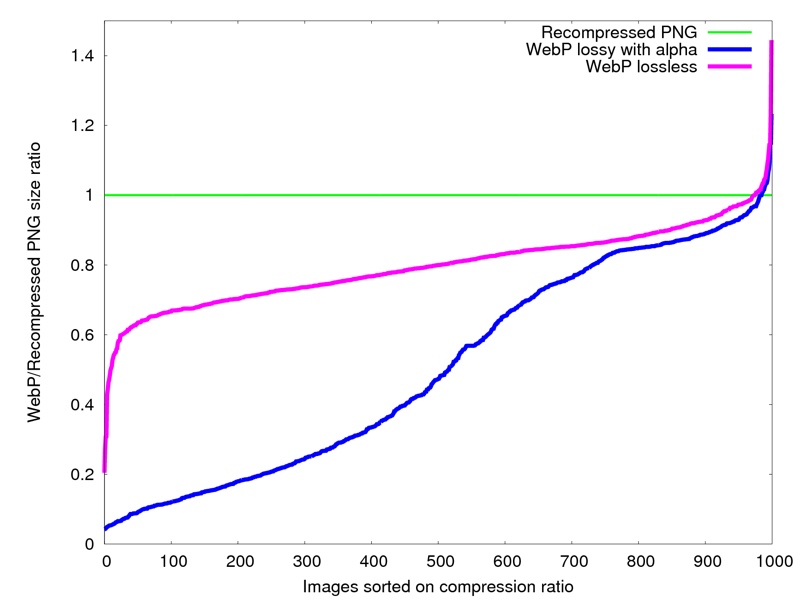 1.4
1.2
1
0.8
0.6
0.4
0.2
0
WebP/Recompressed PNG size ratio
Recompressed PNG
WebP lossy with alpha
WebP lossless
0 100 200 300 400 500 600 700 800 900 1000
Images sorted on compression ratio